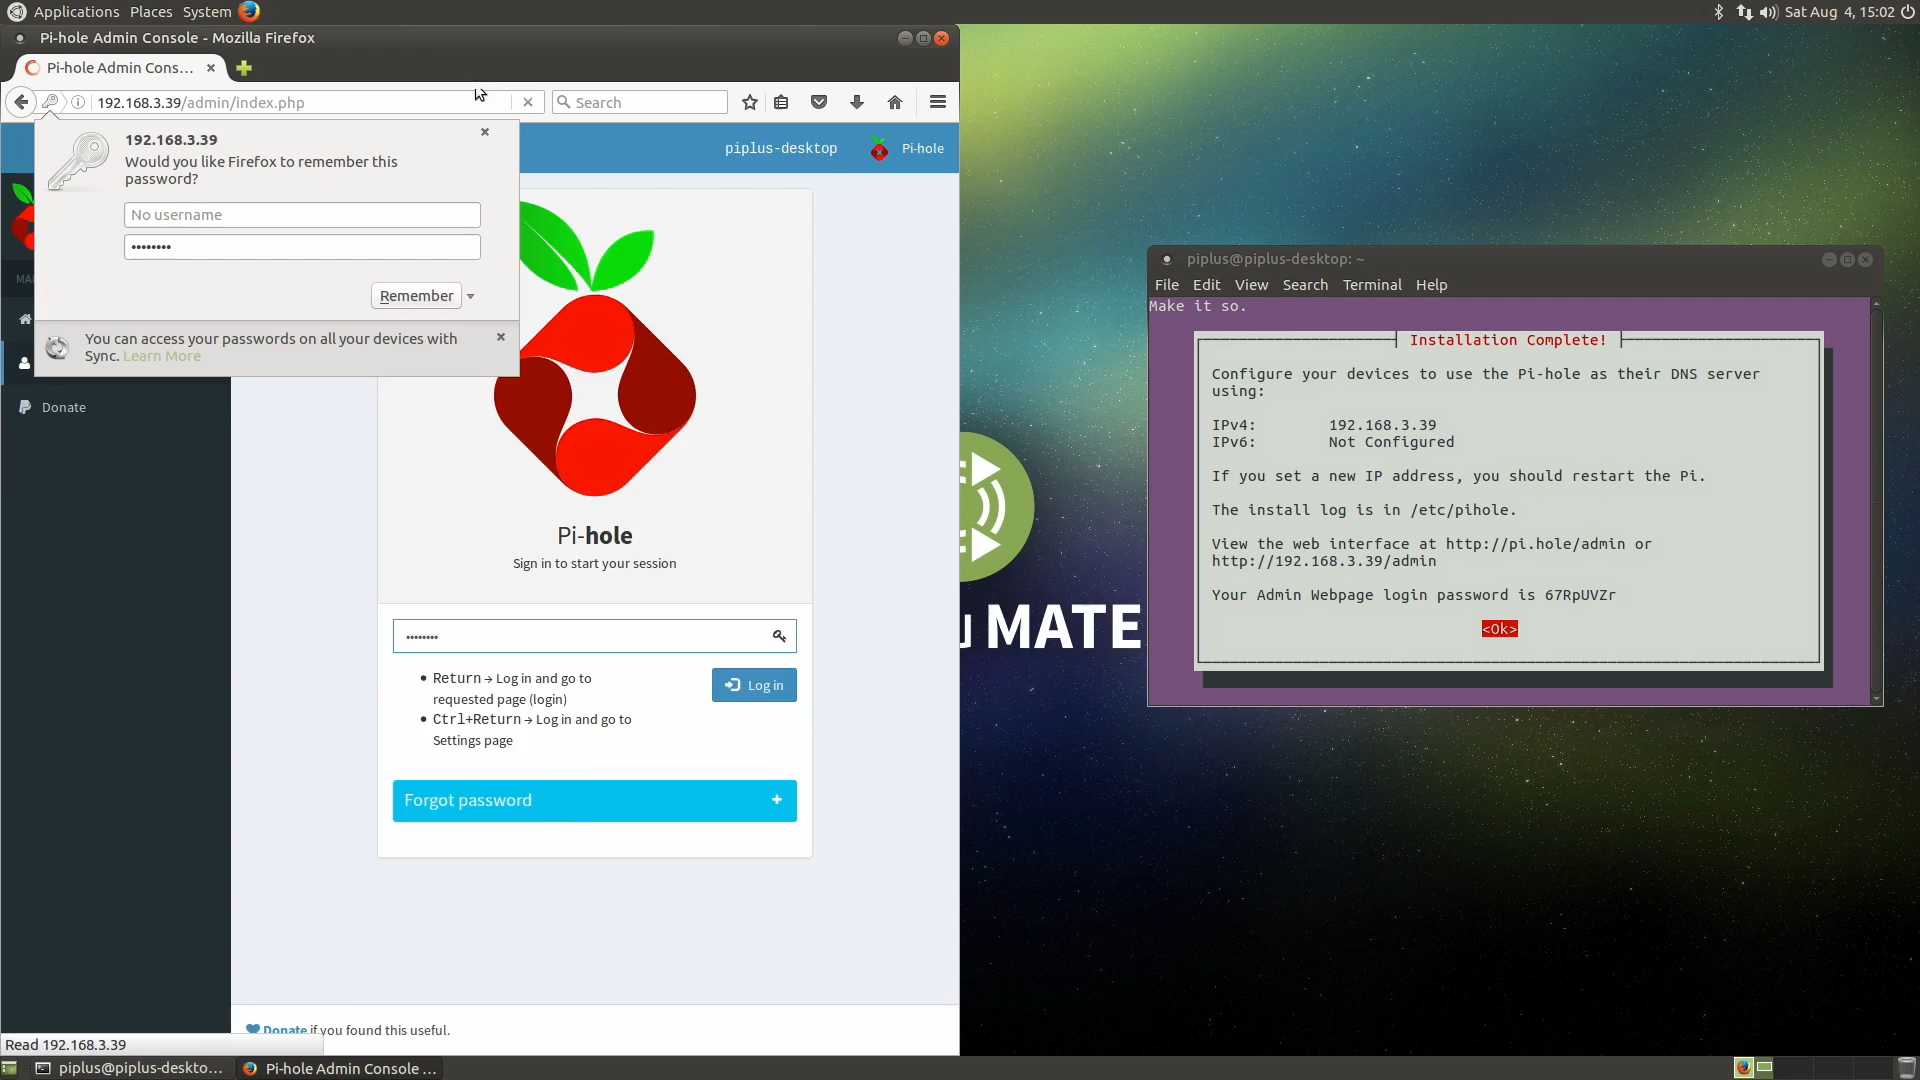 Applications Places System
Sat Aug 4, 15:02
Pi-hole Admin Console - Mozilla Firefox
Pi-hole Admin Cons...
192.168.3.39/admin/index.php
Search
192.168.3.39
Would you like Firefox to remember this
password?
No username
••••••••
Remember
You can access your passwords on all your devices with
Sync. Learn More
piplus-desktop
Pi-hole
MAI
Donate
Pi-hole
Sign in to start your session
••••••••
Return → Log in and go to
requested page (login)
Ctrl+Return → Log in and go to
Settings page
Log in
Forgot password
Donate if you found this useful.
Read 192.168.3.39
MATE
piplus@piplus-desktop: ~
File Edit View Search Terminal Help
Make it so.
Installation Complete!
Configure your devices to use the Pi-hole as their DNS server
using:
IPv4: 192.168.3.39
IPv6: Not Configured
If you set a new IP address, you should restart the Pi.
The install log is in /etc/pihole.
View the web interface at http://pi.hole/admin or
http://192.168.3.39/admin
Your Admin Webpage login password is 67RpUVZr
<Ok>
piplus@piplus-deskto...
Pi-hole Admin Console ...